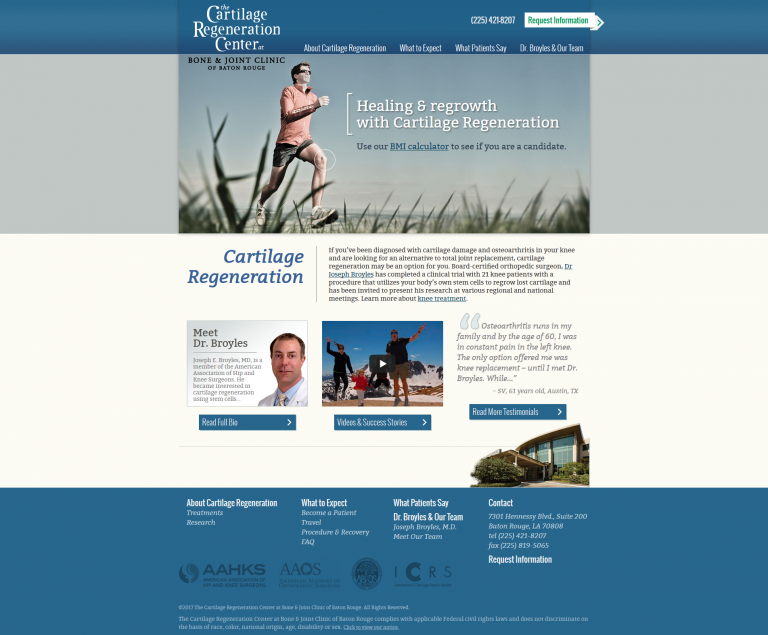 the
Cartilage
Regeneration
Center at
BONE & JOINT CLINIC
OF BATON ROUGE
(225) 421-8207
Request Information
About Cartilage Regeneration
What to Expect
What Patients Say
Dr. Broyles & Our Team
Healing & regrowth
with Cartilage Regeneration
Use our BMI calculator to see if you are a candidate.
Cartilage
Regeneration
If you've been diagnosed with cartilage damage and osteoarthritis in your knee
and are looking for an alternative to total joint replacement, cartilage
regeneration may be an option for you. Board-certified orthopedic surgeon, Dr
Joseph Broyles has completed a clinical trial with 21 knee patients with a
procedure that utilizes your body's own stem cells to regrow lost cartilage and
has been invited to present his research at various regional and national
meetings. Learn more about knee treatment.
Meet
Dr. Broyles
Joseph E. Broyles, MD, is a
member of the American
Association of Hip and
Knee Surgeons. He
became interested in
cartilage regeneration
using stem cells...
Read Full Bio
Videos & Success Stories
“Osteoarthritis runs in my
family and by the age of 60, I was
in constant pain in the left knee.
The only option offered me was
knee replacement – until I met Dr.
Broyles. While...”
– SV, 61 years old, Austin, TX
Read More Testimonials
About Cartilage Regeneration
Treatments
Research
What to Expect
Become a Patient
Travel
Procedure & Recovery
FAQ
What Patients Say
Dr. Broyles & Our Team
Joseph Broyles, M.D.
Meet Our Team
Contact
7301 Hennessy Blvd., Suite 200
Baton Rouge, LA 70808
tel (225) 421-8207
fax (225) 819-5065
Request Information
AAHKS
AMERICAN ASSOCIATION OF
HIP AND KNEE SURGEONS
AAOS
American Academy of
Orthopaedic Surgeons
ICRS
©2017 The Cartilage Regeneration Center at Bone & Joint Clinic of Baton Rouge. All Rights Reserved.
The Cartilage Regeneration Center at Bone & Joint Clinic of Baton Rouge complies with applicable Federal civil rights laws and does not discriminate on
the basis of race, color, national origin, age, disability or sex. Click to view our notice.